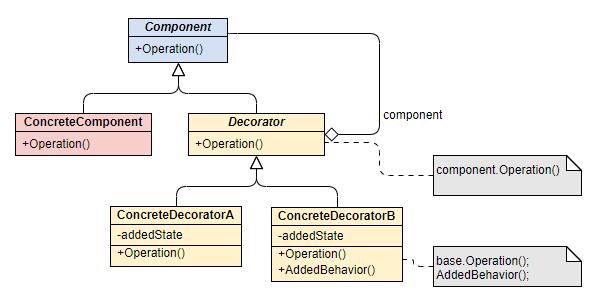 Component
+Operation()
component
ConcreteComponent
+Operation()
Decorator
+Operation()
component.Operation()
ConcreteDecoratorA
-addedState
+Operation()
ConcreteDecoratorB
-addedState
+Operation()
+AddedBehavior()
base.Operation();
AddedBehavior();